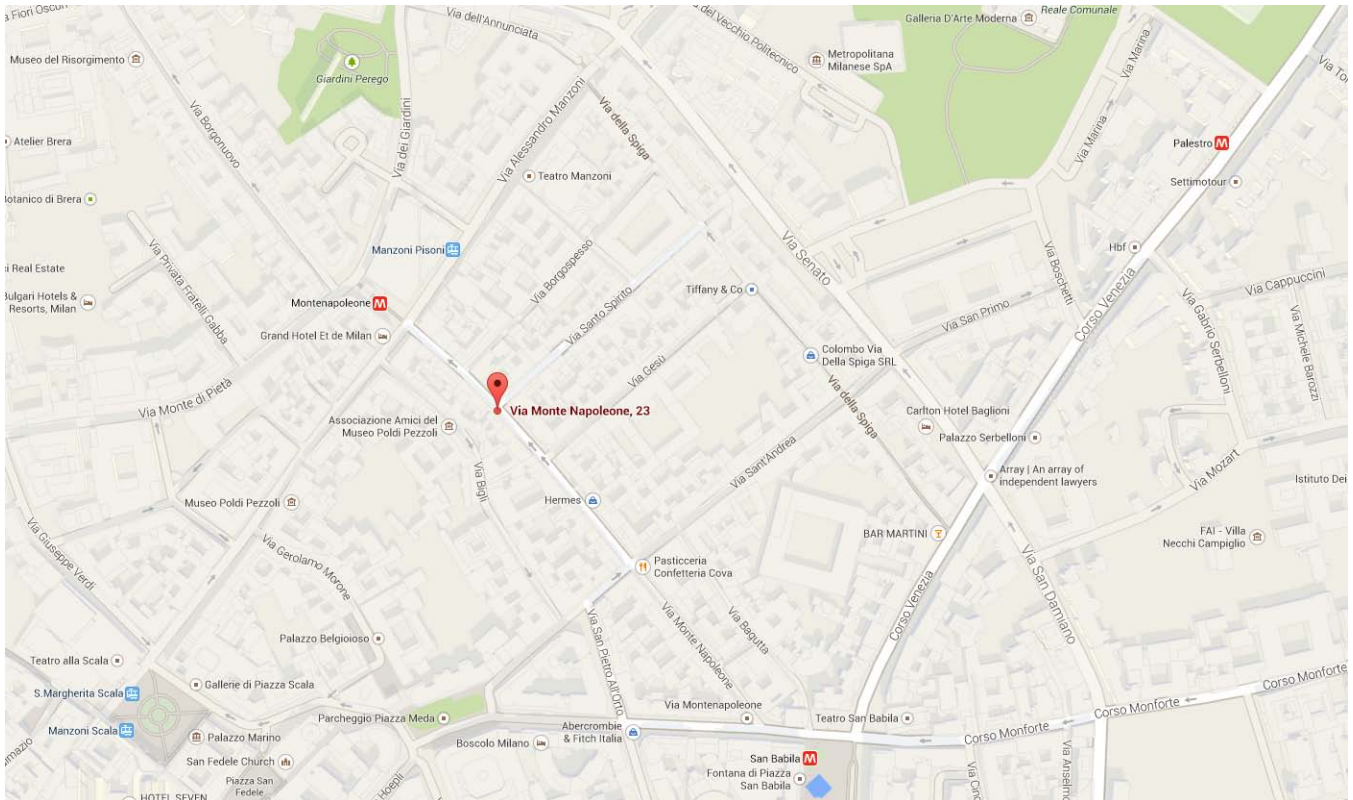 a Fiori Oscuri
Via dell'Annunciata
Via del Vecchio Politecnico
Galleria D'Arte Moderna
Reale Comunale
Museo del Risorgimento
Giardini Perego
Metropolitana
Milanese SpA
Via Marina
Via Borgonuovo
Via dei Giardini
Via Alessandro Manzoni
Via della Spiga
Via Marina
Atelier Brera
Palestro
Teatro Manzoni
Settimotour
Botanico di Brera
Via Privata Fratelli Gabba
Manzoni Pisoni
Via Borgospesso
Via Senato
Hbf
Via Boschetti
ci Real Estate
Bulgari Hotels &
Resorts, Milan
Montenapoleone
Tiffany & Co
Via Cappuccini
Grand Hotel Et de Milan
Via Santo Spirito
Via San Primo
Corso Venezia
Via Gabrio Serbelloni
Via Michele Barozzi
Via Gesù
Colombo Via
Della Spiga SRL
Via Monte di Pietà
Via Monte Napoleone, 23
Via della Spiga
Associazione Amici del
Museo Poldi Pezzoli
Carlton Hotel Baglioni
Palazzo Serbelloni
Via Bigli
Via Sant'Andrea
Array | An array of
independent lawyers
Via Mozart
Istituto Dei
Museo Poldi Pezzoli
Hermes
BAR MARTINI
FAI - Villa
Necchi Campiglio
Via Giuseppe Verdi
Via Gerolamo Morone
Pasticceria
Confetteria Cova
Via San Damiano
Corso Venezia
Palazzo Belgioioso
Via San Pietro All'Orto
Via Monte Napoleone
Via Bagutta
Teatro alla Scala
Gallerie di Piazza Scala
S.Margherita Scala
Corso Monforte
Corso Monforte
Parcheggio Piazza Meda
Via Montenapoleone
Teatro San Babila
Manzoni Scala
Palazzo Marino
Abercrombie
& Fitch Italia
Corso Monforte
Boscolo Milano
San Fedele Church
San Babila
Via Anselmo
Via Cino
Piazza San
Fedele
Hoepli
Fontana di Piazza
San Babila
HOTEL SEVEN